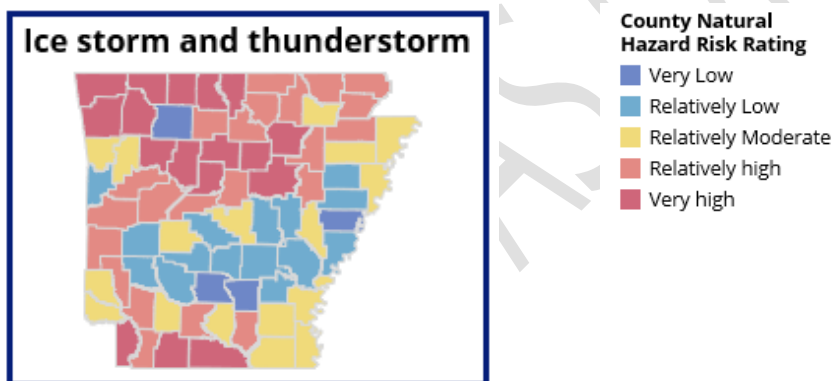 Ice storm and thunderstorm
County Natural
Hazard Risk Rating
Very Low
Relatively Low
Relatively Moderate
Relatively high
Very high